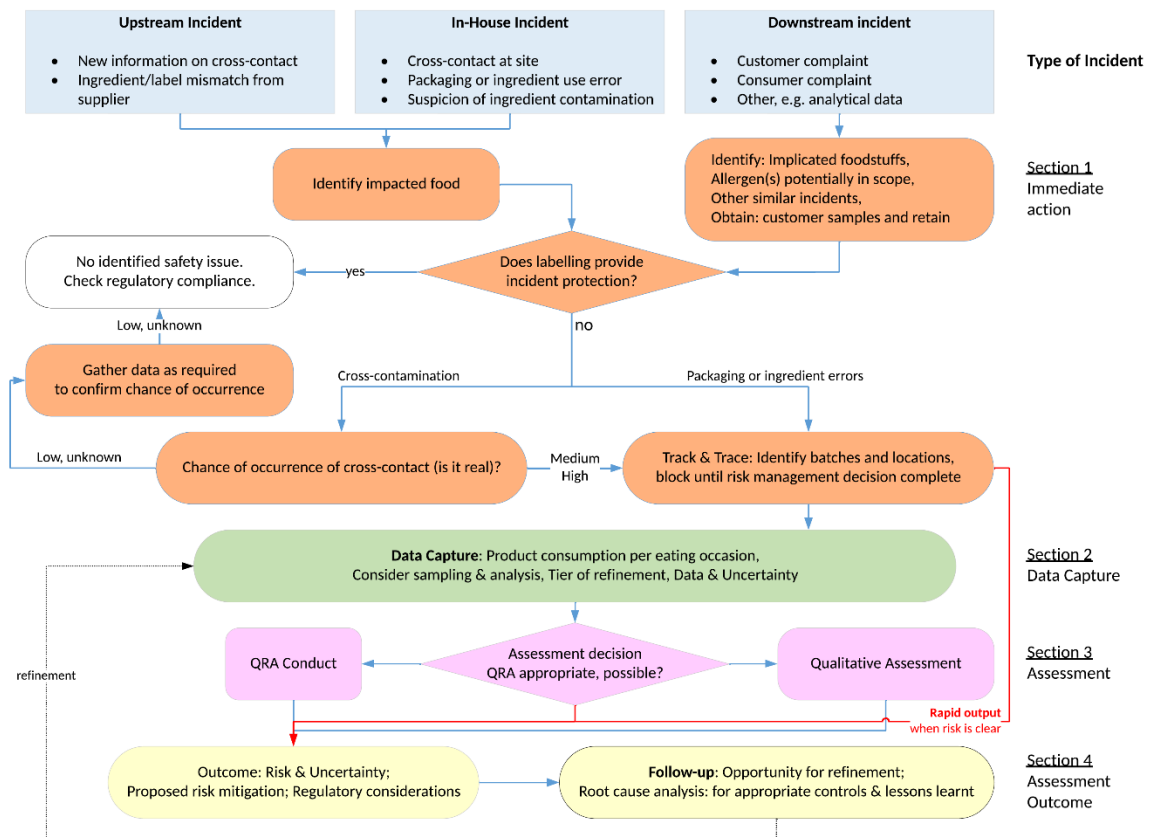 Upstream Incident
• New information on cross-contact
• Ingredient/label mismatch from
supplier
In-House Incident
• Cross-contact at site
• Packaging or ingredient use error
• Suspicion of ingredient contamination
Downstream incident
• Customer complaint
• Consumer complaint
• Other, e.g. analytical data
Type of Incident
Identify impacted food
Identify: Implicated foodstuffs,
Allergen(s) potentially in scope,
Other similar incidents,
Obtain: customer samples and retain
Section 1
Immediate
action
No identified safety issue.
Check regulatory compliance.
yes
Does labelling provide
incident protection?
no
Low, unknown
Gather data as required
to confirm chance of occurrence
Cross-contamination
Packaging or ingredient errors
Low, unknown
Chance of occurrence of cross-contact (is it real)?
Medium
High
Track & Trace: Identify batches and locations,
block until risk management decision complete
Data Capture: Product consumption per eating occasion,
Consider sampling & analysis, Tier of refinement, Data & Uncertainty
Section 2
Data Capture
refinement
QRA Conduct
Assessment decision
QRA appropriate, possible?
Qualitative Assessment
Section 3
Assessment
Rapid output
when risk is clear
Outcome: Risk & Uncertainty;
Proposed risk mitigation; Regulatory considerations
Follow-up: Opportunity for refinement;
Root cause analysis: for appropriate controls & lessons learnt
Section 4
Assessment
Outcome